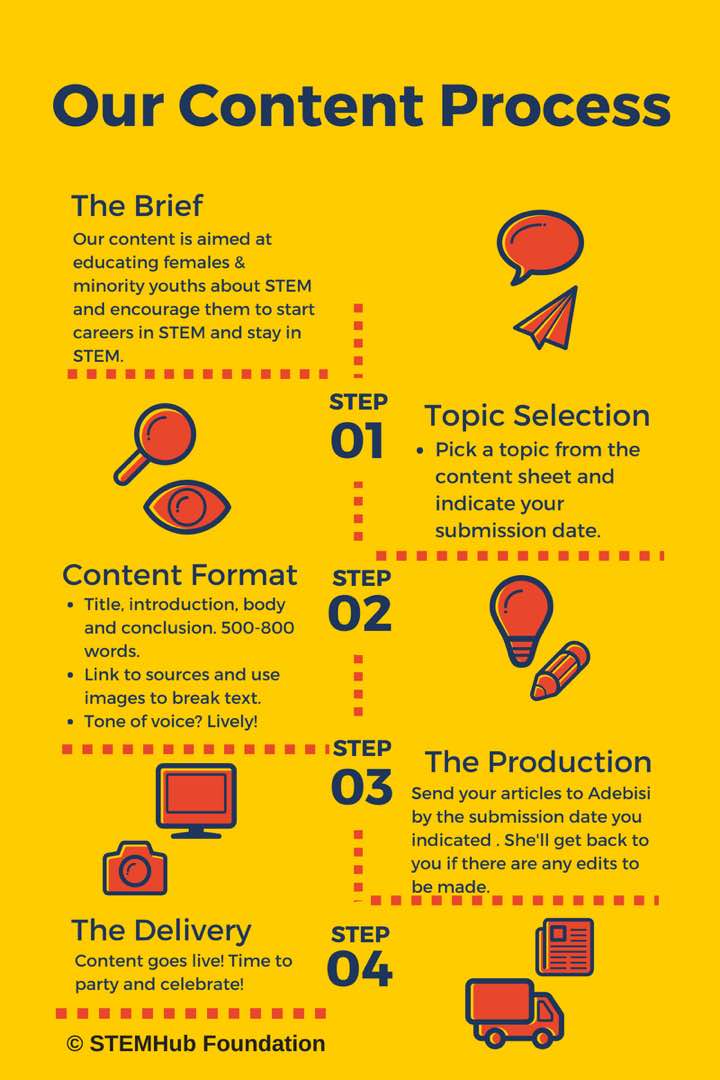 Our Content Process
The Brief
Our content is aimed at
educating females &
minority youths about STEM
and encourage them to start
careers in STEM and stay in
STEM.
STEP
01
Topic Selection
• Pick a topic from the
content sheet and
indicate your
submission date.
Content Format
• Title, introduction, body
and conclusion. 500-800
words.
• Link to sources and use
images to break text.
• Tone of voice? Lively!
STEP
02
STEP
03
The Production
Send your articles to Adebisi
by the submission date you
indicated . She'll get back to
you if there are any edits to
be made.
The Delivery
Content goes live! Time to
party and celebrate!
STEP
04
© STEMHub Foundation